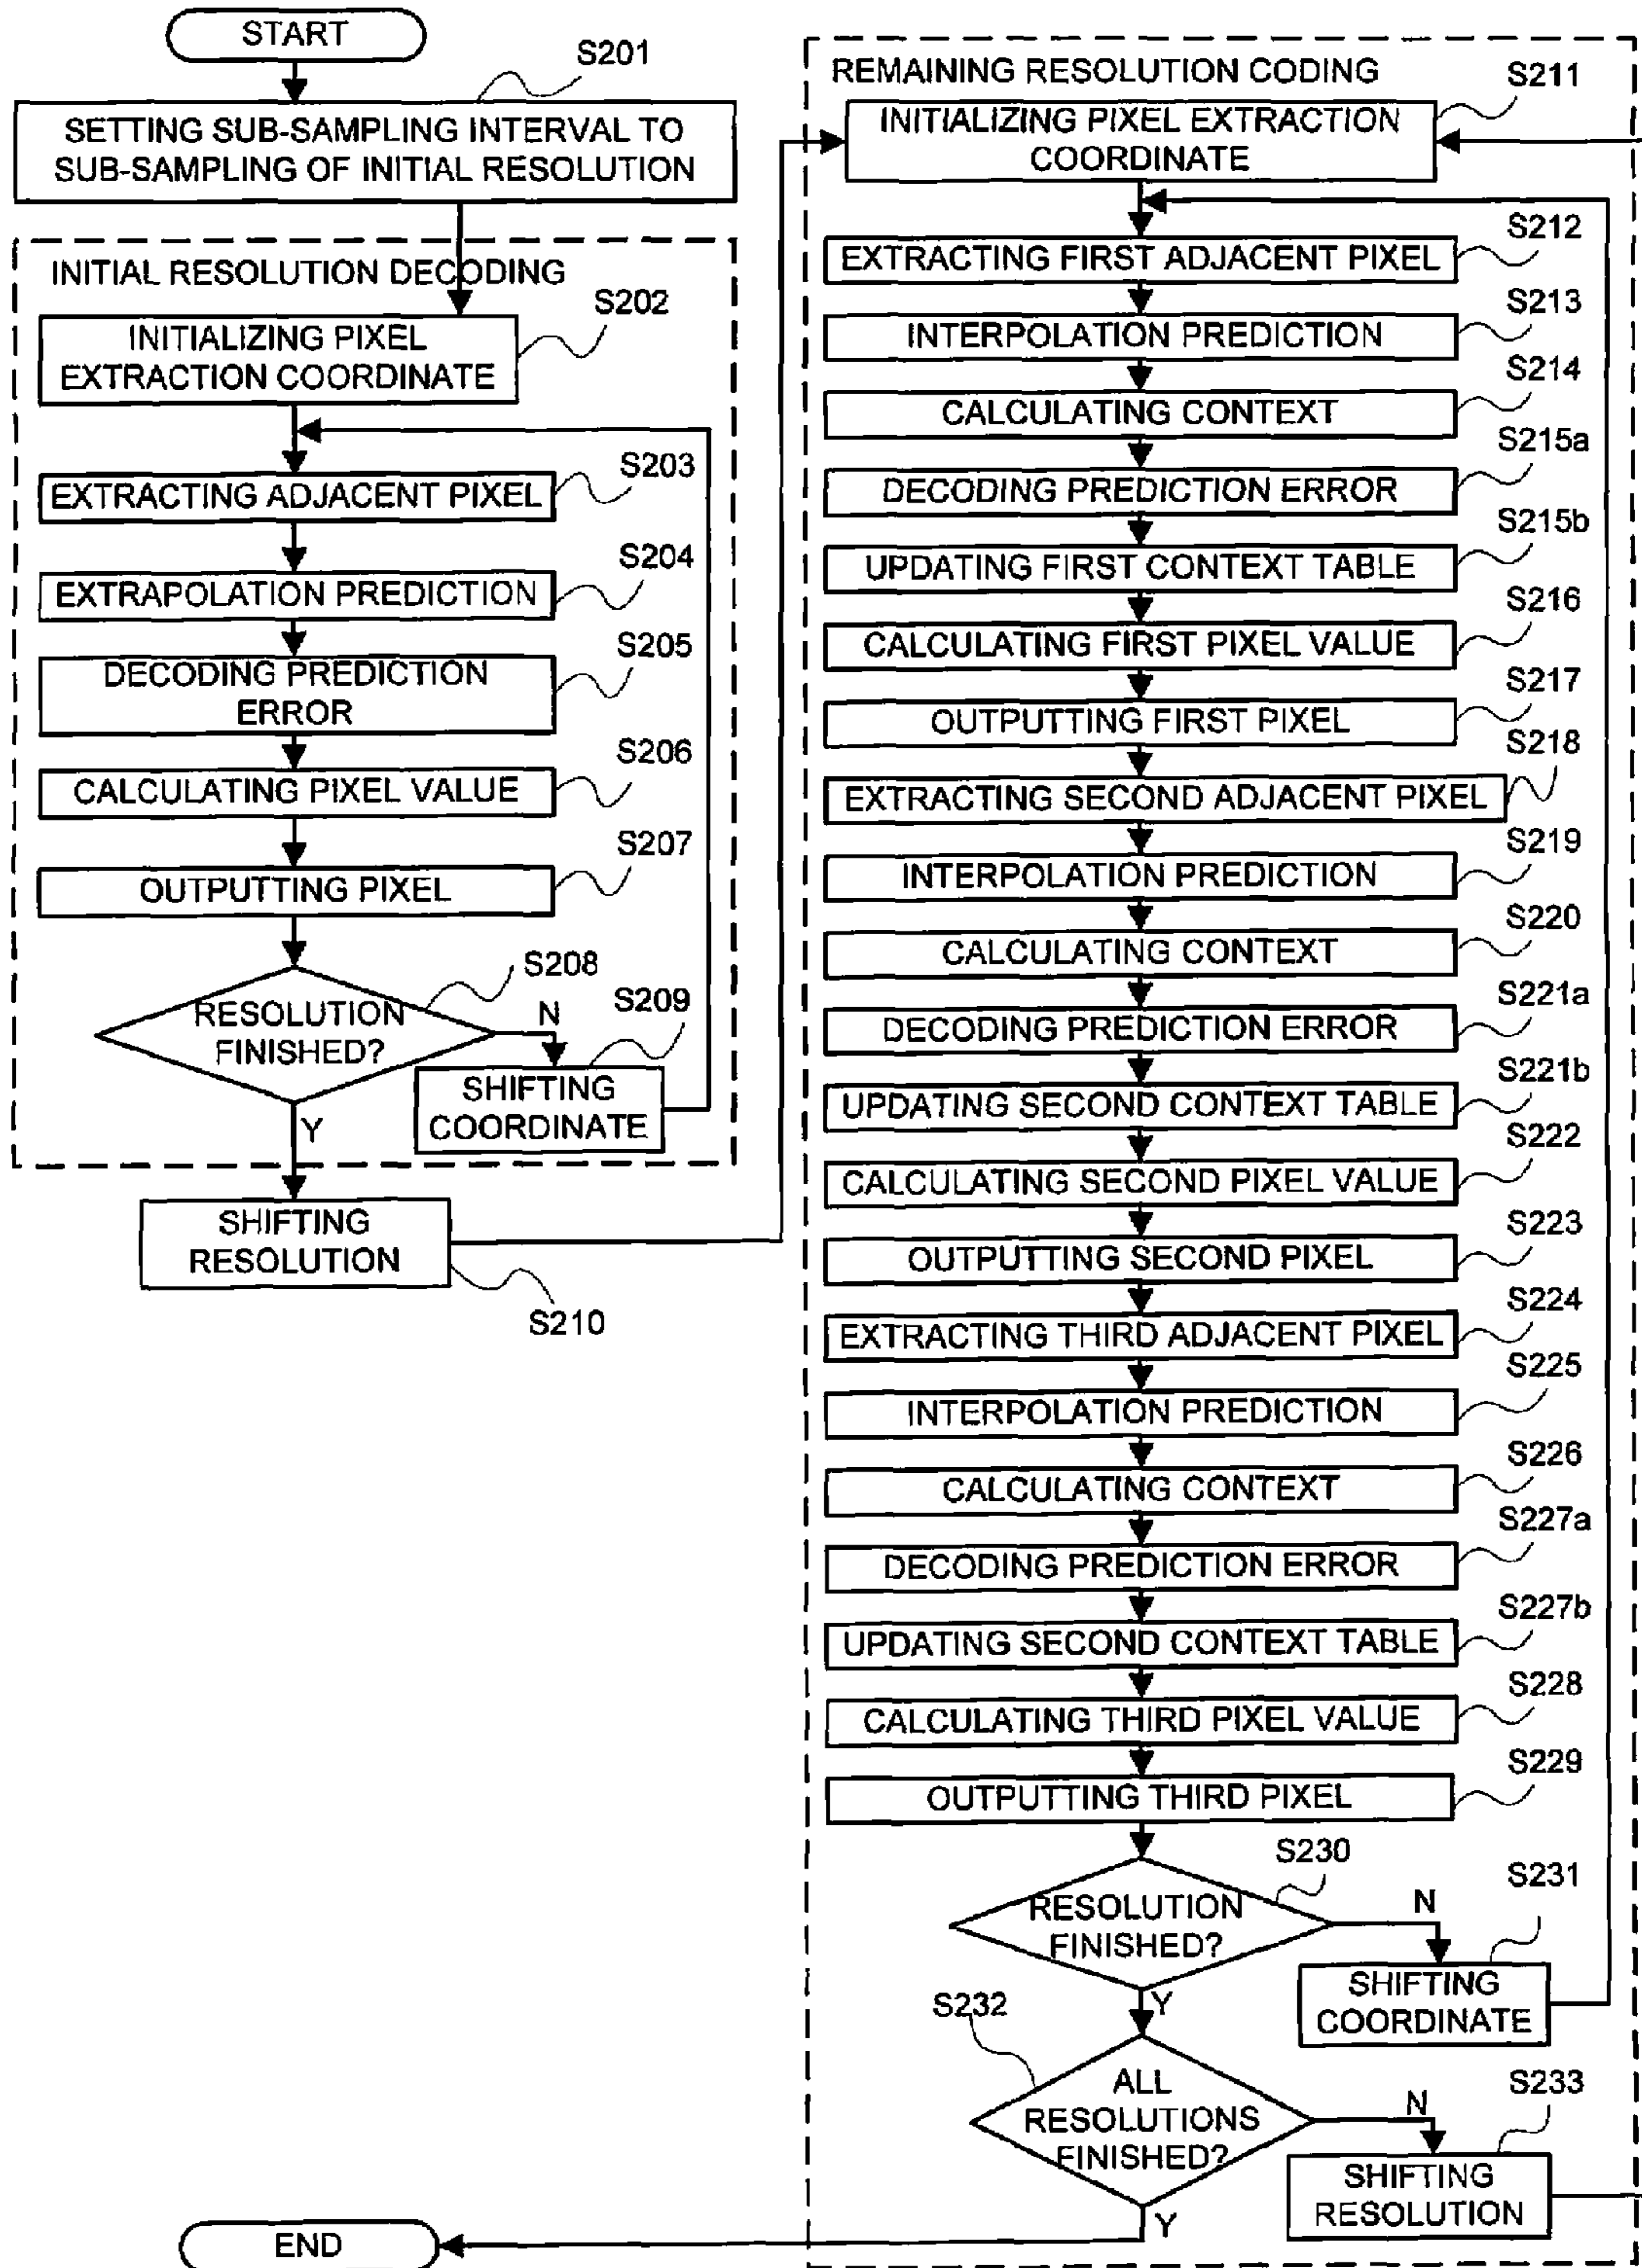 START
S201
SETTING SUB-SAMPLING INTERVAL TO
SUB-SAMPLING OF INITIAL RESOLUTION
INITIAL RESOLUTION DECODING
S202
INITIALIZING PIXEL
EXTRACTION COORDINATE
S203
EXTRACTING ADJACENT PIXEL
S204
EXTRAPOLATION PREDICTION
S205
DECODING PREDICTION
ERROR
S206
CALCULATING PIXEL VALUE
S207
OUTPUTTING PIXEL
S208
RESOLUTION
FINISHED?
N
S209
SHIFTING
COORDINATE
Y
SHIFTING
RESOLUTION
S210
REMAINING RESOLUTION CODING
S211
INITIALIZING PIXEL EXTRACTION
COORDINATE
S212
EXTRACTING FIRST ADJACENT PIXEL
S213
INTERPOLATION PREDICTION
S214
CALCULATING CONTEXT
S215a
DECODING PREDICTION ERROR
S215b
UPDATING FIRST CONTEXT TABLE
S216
CALCULATING FIRST PIXEL VALUE
S217
OUTPUTTING FIRST PIXEL
S218
EXTRACTING SECOND ADJACENT PIXEL
S219
INTERPOLATION PREDICTION
S220
CALCULATING CONTEXT
S221a
DECODING PREDICTION ERROR
S221b
UPDATING SECOND CONTEXT TABLE
S222
CALCULATING SECOND PIXEL VALUE
S223
OUTPUTTING SECOND PIXEL
S224
EXTRACTING THIRD ADJACENT PIXEL
S225
INTERPOLATION PREDICTION
S226
CALCULATING CONTEXT
S227a
DECODING PREDICTION ERROR
S227b
UPDATING SECOND CONTEXT TABLE
S228
CALCULATING THIRD PIXEL VALUE
S229
OUTPUTTING THIRD PIXEL
S230
RESOLUTION
FINISHED?
N
S231
SHIFTING
COORDINATE
Y
S232
ALL
RESOLUTIONS
FINISHED?
N
S233
SHIFTING
RESOLUTION
Y
END